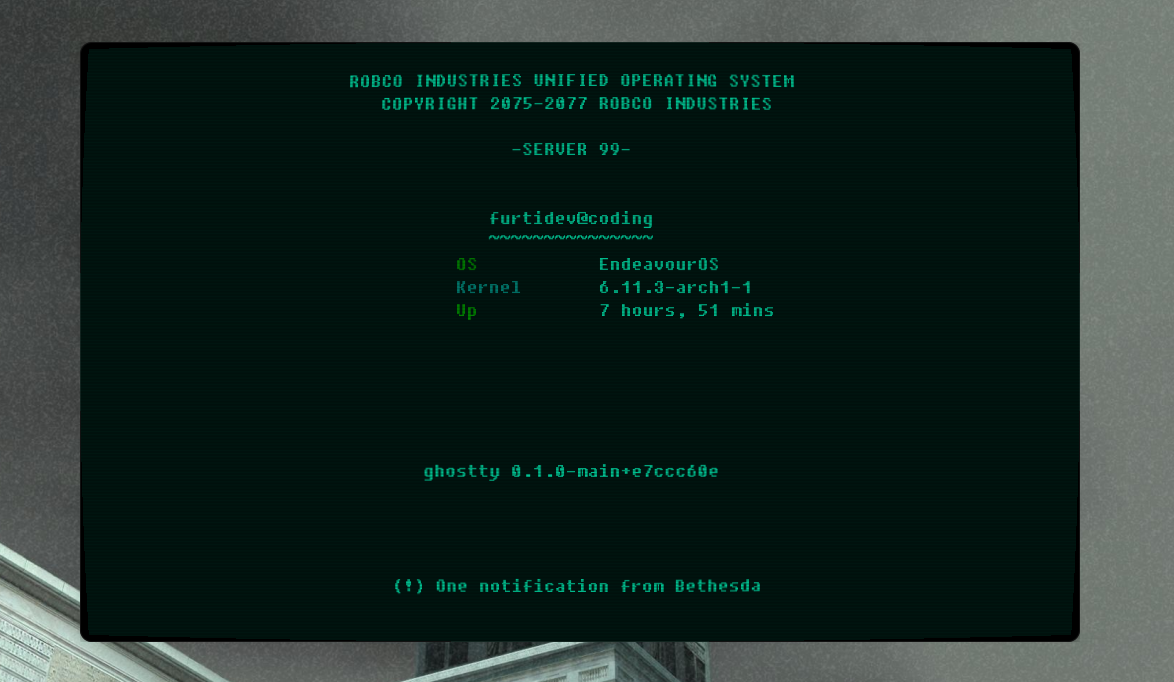 ROBCO INDUSTRIES UNIFIED OPERATING SYSTEM
COPYRIGHT 2075-2077 ROBCO INDUSTRIES
-SERVER 99-
furtidev@coding
~~~~~~~~~~~~~~~
OS EndeavourOS
Kernel 6.11.3-arch1-1
Up 7 hours, 51 mins
ghostty 0.1.0-main+e7ccc60e
(!) One notification from Bethesda